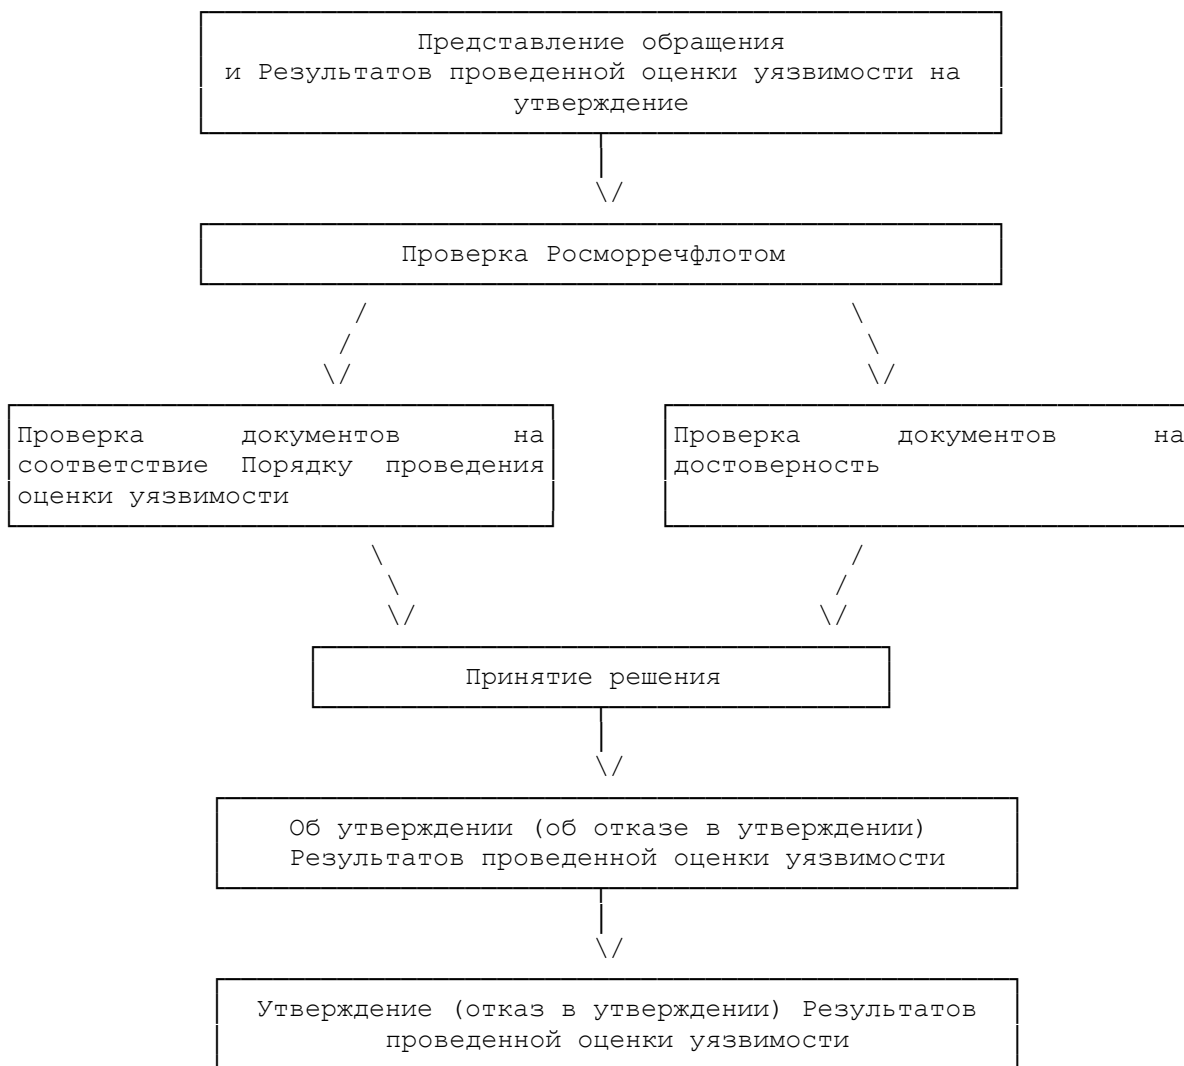 Представление обращения
и Результатов проведенной оценки уязвимости на
утверждение
Проверка Росморречфлотом
Проверка документов на
соответствие Порядку проведения
оценки уязвимости
Проверка документов на
достоверность
Принятие решения
Об утверждении (об отказе в утверждении)
Результатов проведенной оценки уязвимости
Утверждение (отказ в утверждении) Результатов
проведенной оценки уязвимости